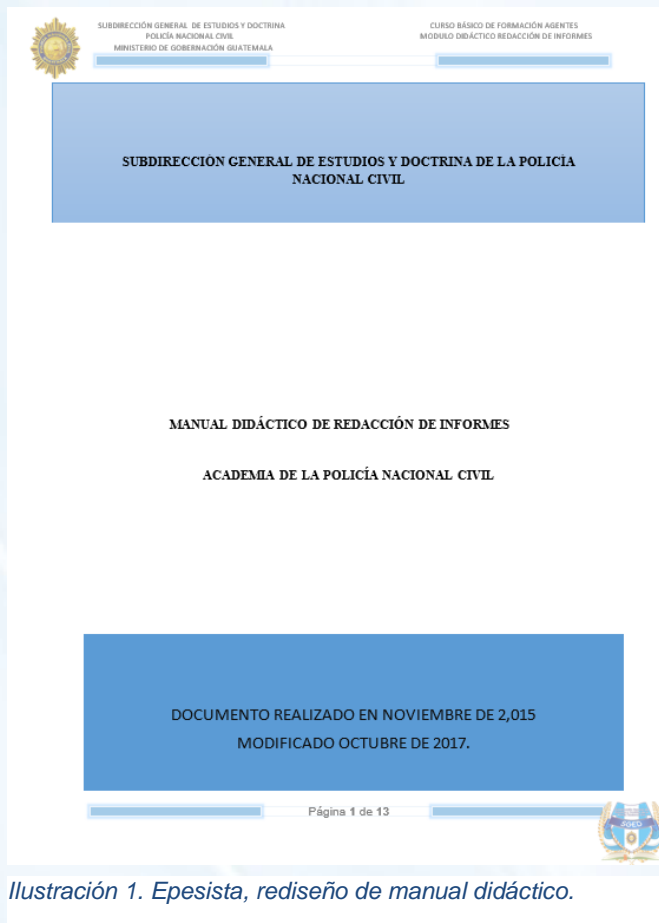 SUBDIRECCIÓN GENERAL DE ESTUDIOS Y DOCTRINA
POLICÍA NACIONAL CIVIL
MINISTERIO DE GOBERNACIÓN GUATEMALA
CURSO BÁSICO DE FORMACIÓN AGENTES
MODULO DIDÁCTICO REDACCIÓN DE INFORMES
SUBDIRECCIÓN GENERAL DE ESTUDIOS Y DOCTRINA DE LA POLICÍA
NACIONAL CIVIL
MANUAL DIDÁCTICO DE REDACCIÓN DE INFORMES
ACADEMIA DE LA POLICÍA NACIONAL CIVIL
DOCUMENTO REALIZADO EN NOVIEMBRE DE 2,015
MODIFICADO OCTUBRE DE 2017.
Página 1 de 13
SGED
Ilustración 1. Epesista, rediseño de manual didáctico.